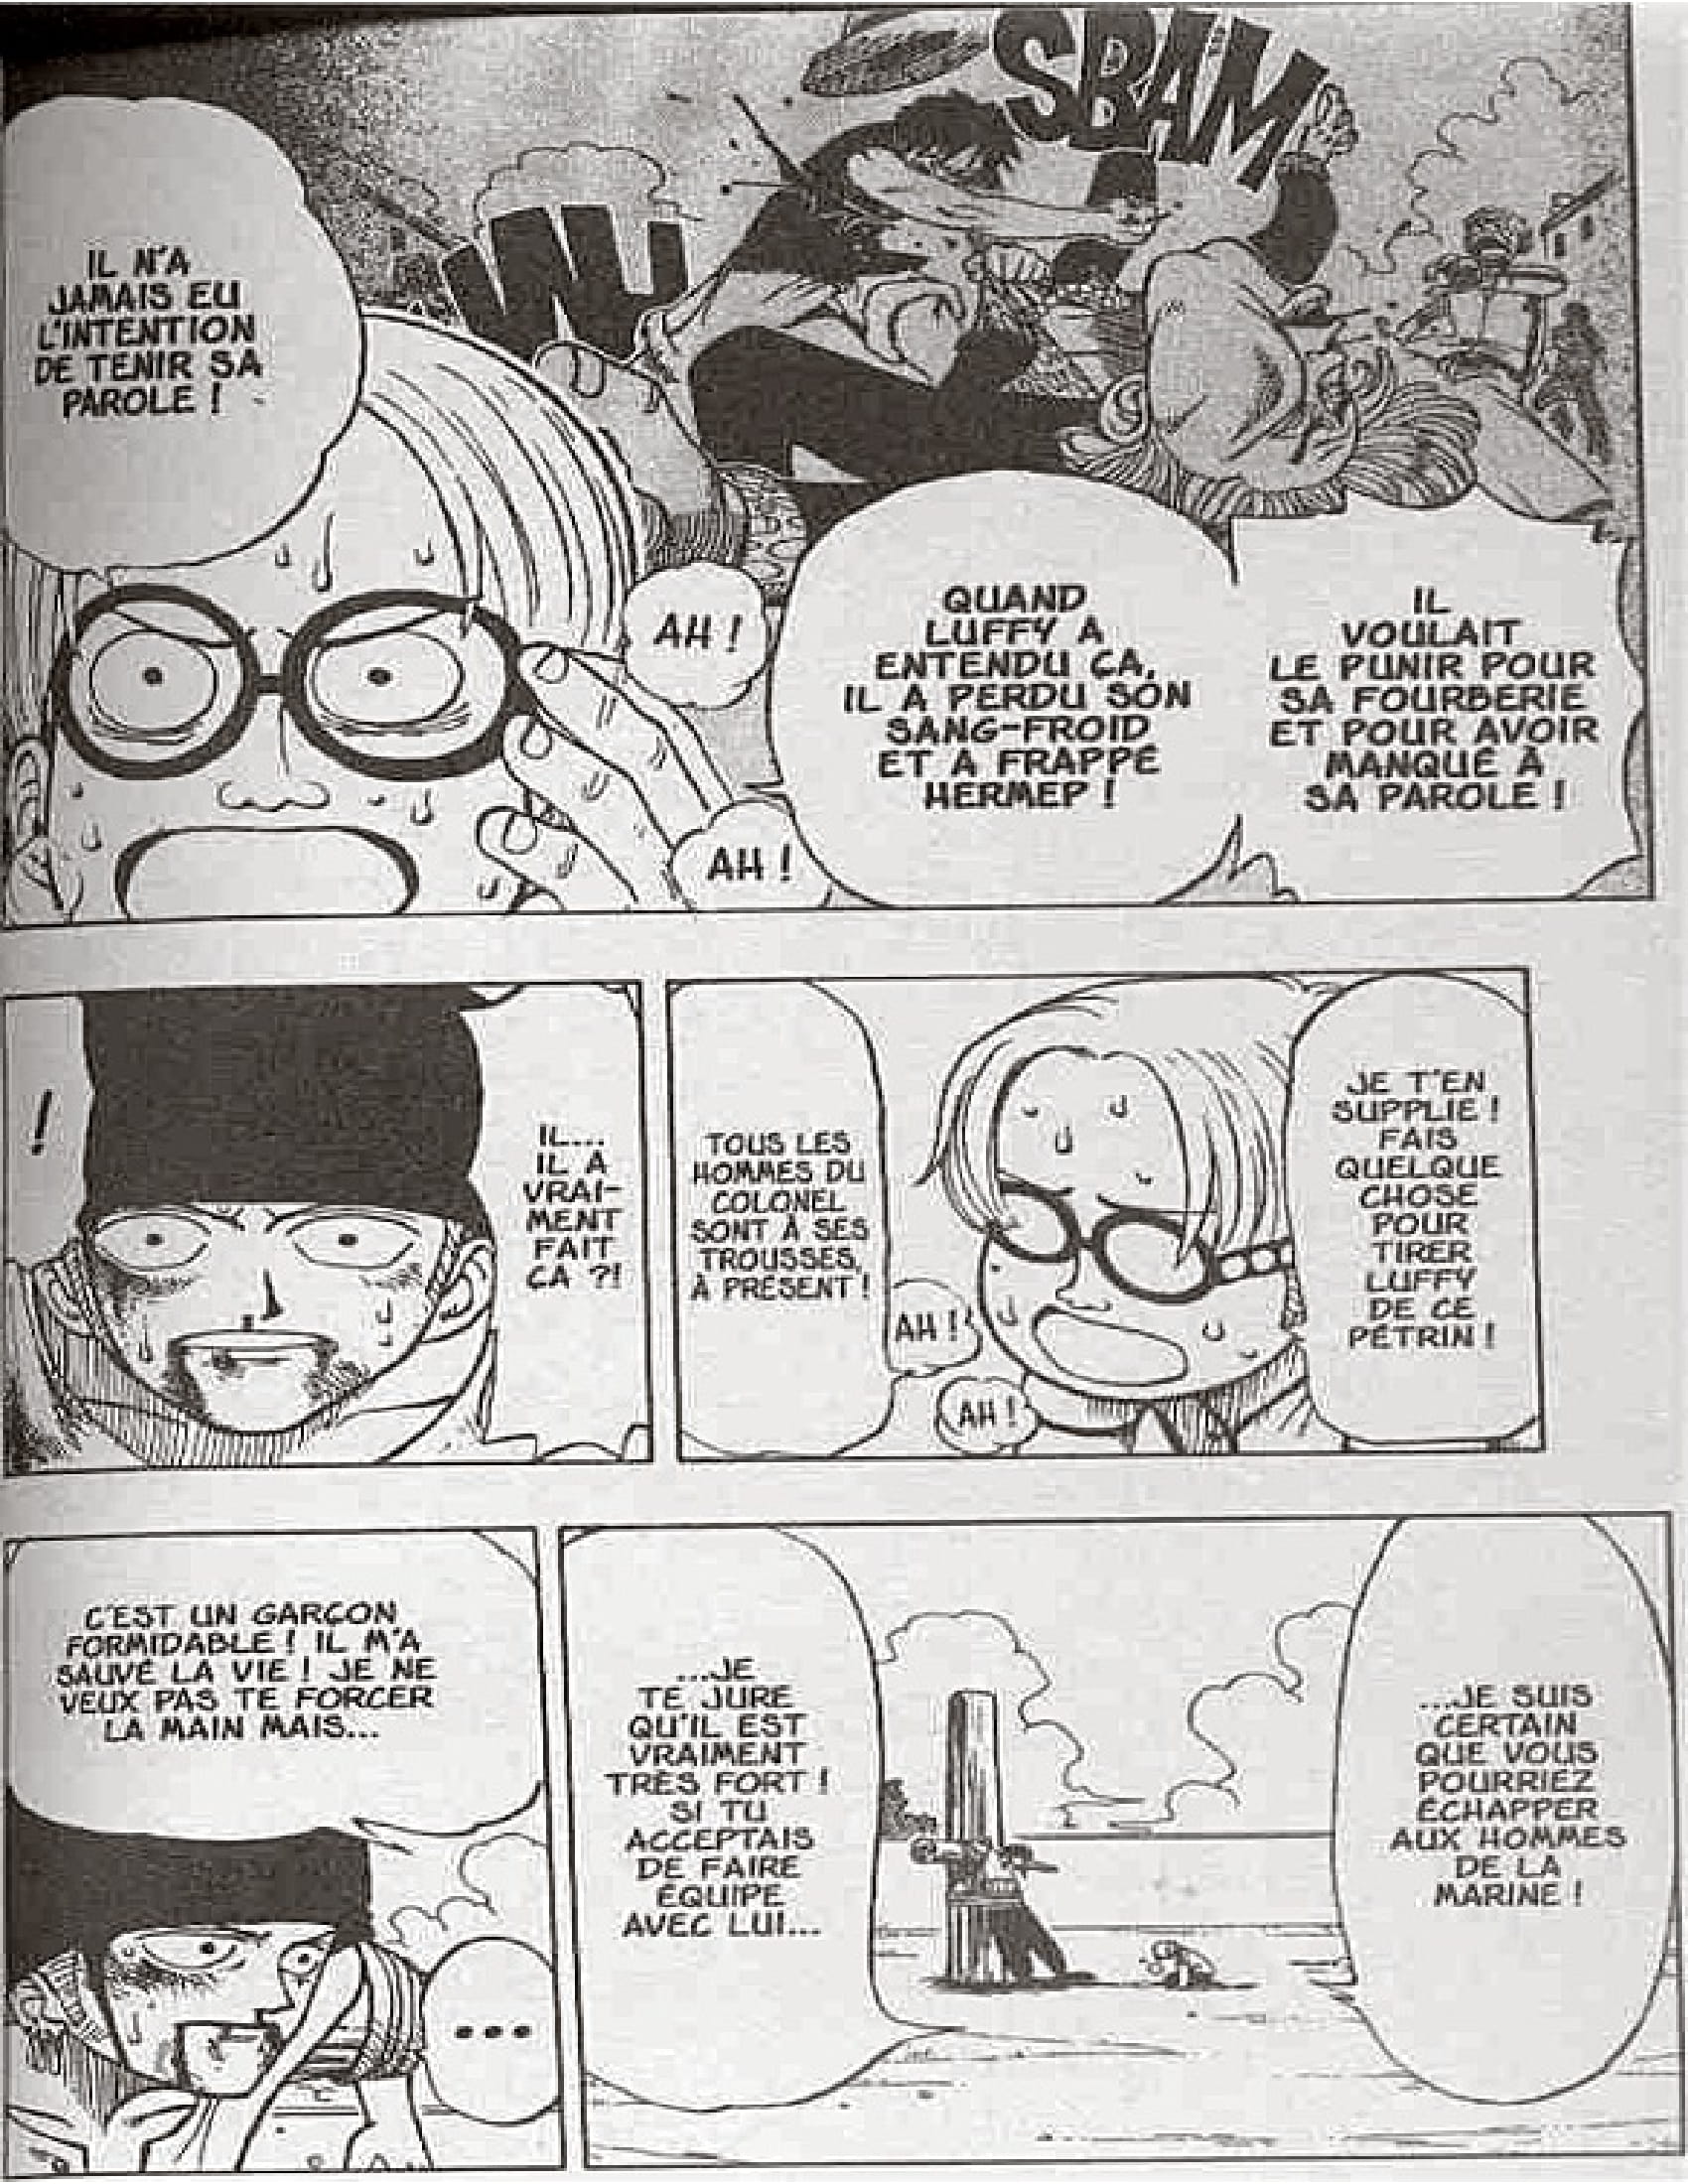 SBAM
VU
IL
VOULAIT
LE PUNIR POUR
SA FOURBERIE
ET POUR AVOIR
MANQUÉ À
SA PAROLE !
QUAND
LUFFY A
ENTENDU CA,
IL A PERDU SON
SANG-FROID
ET A FRAPPÉ
HERMEP !
AH !
AH !
IL N'A
JAMAIS EU
L'INTENTION
DE TENIR SA
PAROLE !
JE T'EN
SUPPLIE !
FAIS
QUELQUE
CHOSE
POUR
TIRER
LUFFY
DE CE
PÉTRIN !
AH !
AH !
TOUS LES
HOMMES DU
COLONEL
SONT À SES
TROUSSES,
À PRÉSENT !
IL...
IL A
VRAI-
MENT
FAIT
CA ?!
!
...JE SUIS
CERTAIN
QUE VOUS
POURRIEZ
ÉCHAPPER
AUX HOMMES
DE LA
MARINE !
...JE
TE JURE
QU'IL EST
VRAIMENT
TRÈS FORT !
SI TU
ACCEPTAIS
DE FAIRE
ÉQUIPE
AVEC LUI...
C'EST UN GARCON
FORMIDABLE ! IL M'A
SAUVÉ LA VIE ! JE NE
VEUX PAS TE FORCER
LA MAIN MAIS...
...